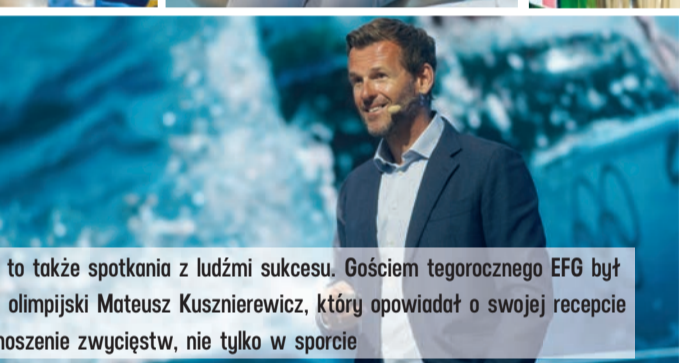 to także spotkania z ludźmi sukcesu. Gościem tegorocznego EFG był
olimpijski Mateusz Kusznierewicz, który opowiadał o swojej recepcie
noszenie zwycięstw, nie tylko w sporcie